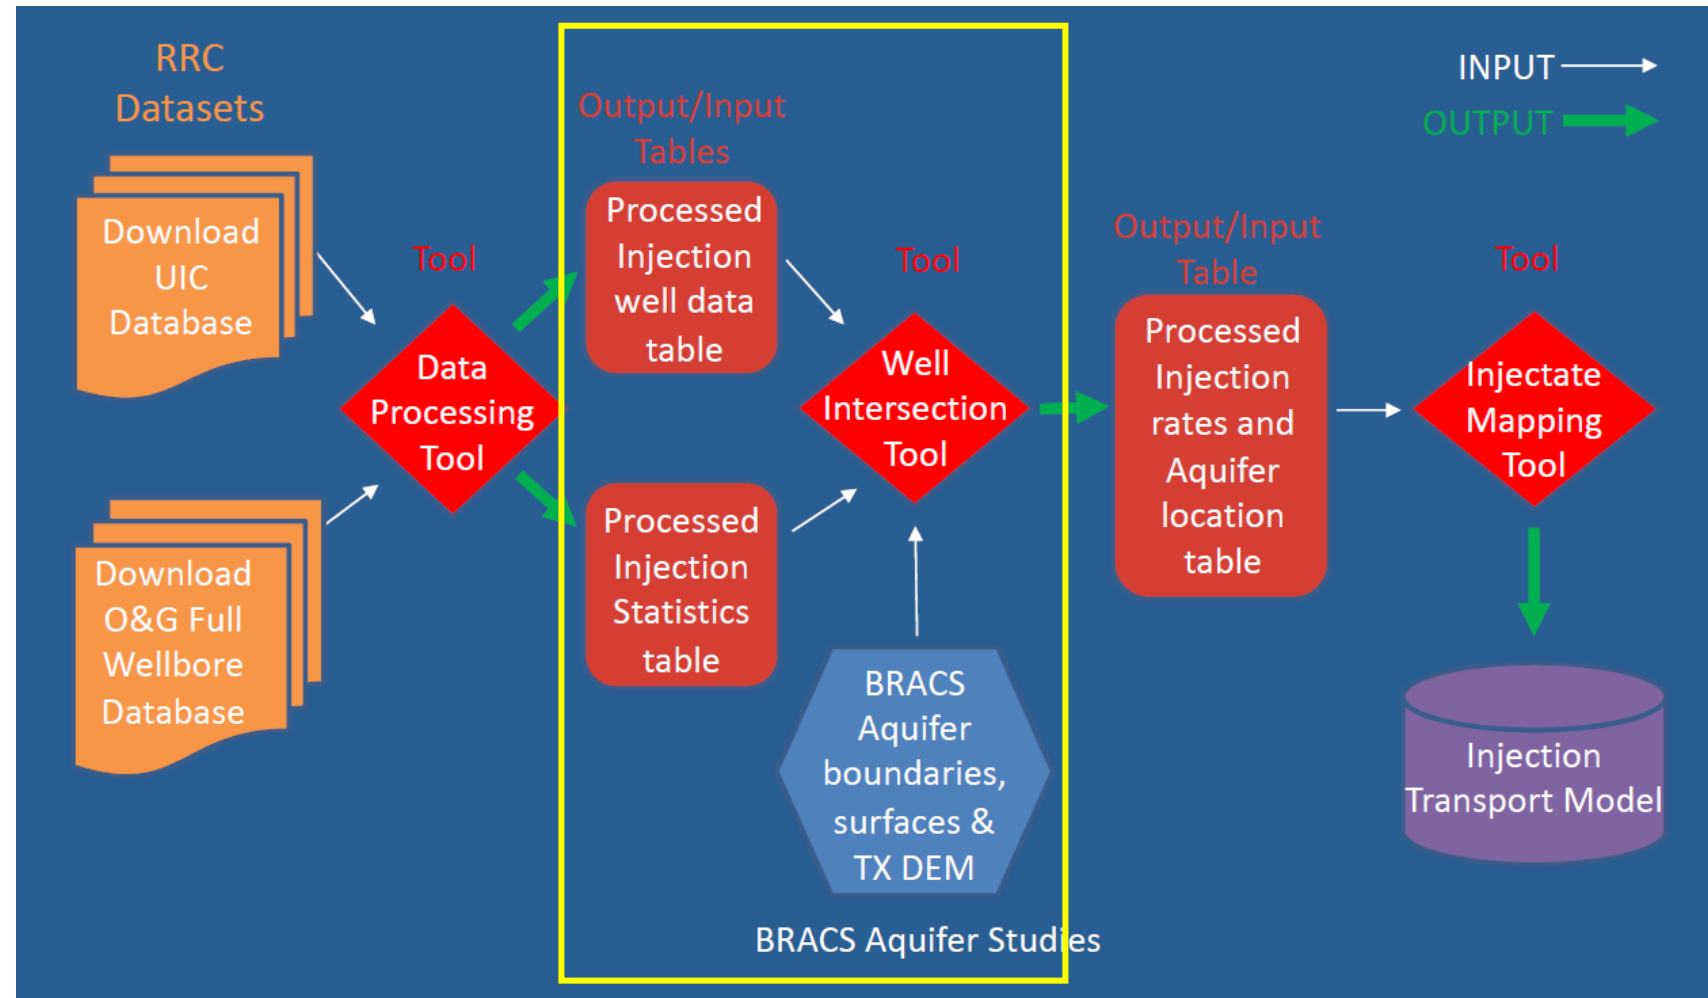 RRC
Datasets
Download
UIC
Database
Download
O&G Full
Wellbore
Database
Tool
Data
Processing
Tool
Output/Input
Tables
Processed
Injection
well data
table
Processed
Injection
Statistics
table
Tool
Well
Intersection
Tool
BRACS
Aquifer
boundaries,
surfaces &
TX DEM
BRACS Aquifer Studies
Output/Input
Table
Processed
Injection
rates and
Aquifer
location
table
INPUT
OUTPUT
Tool
Injectate
Mapping
Tool
Injection
Transport Model